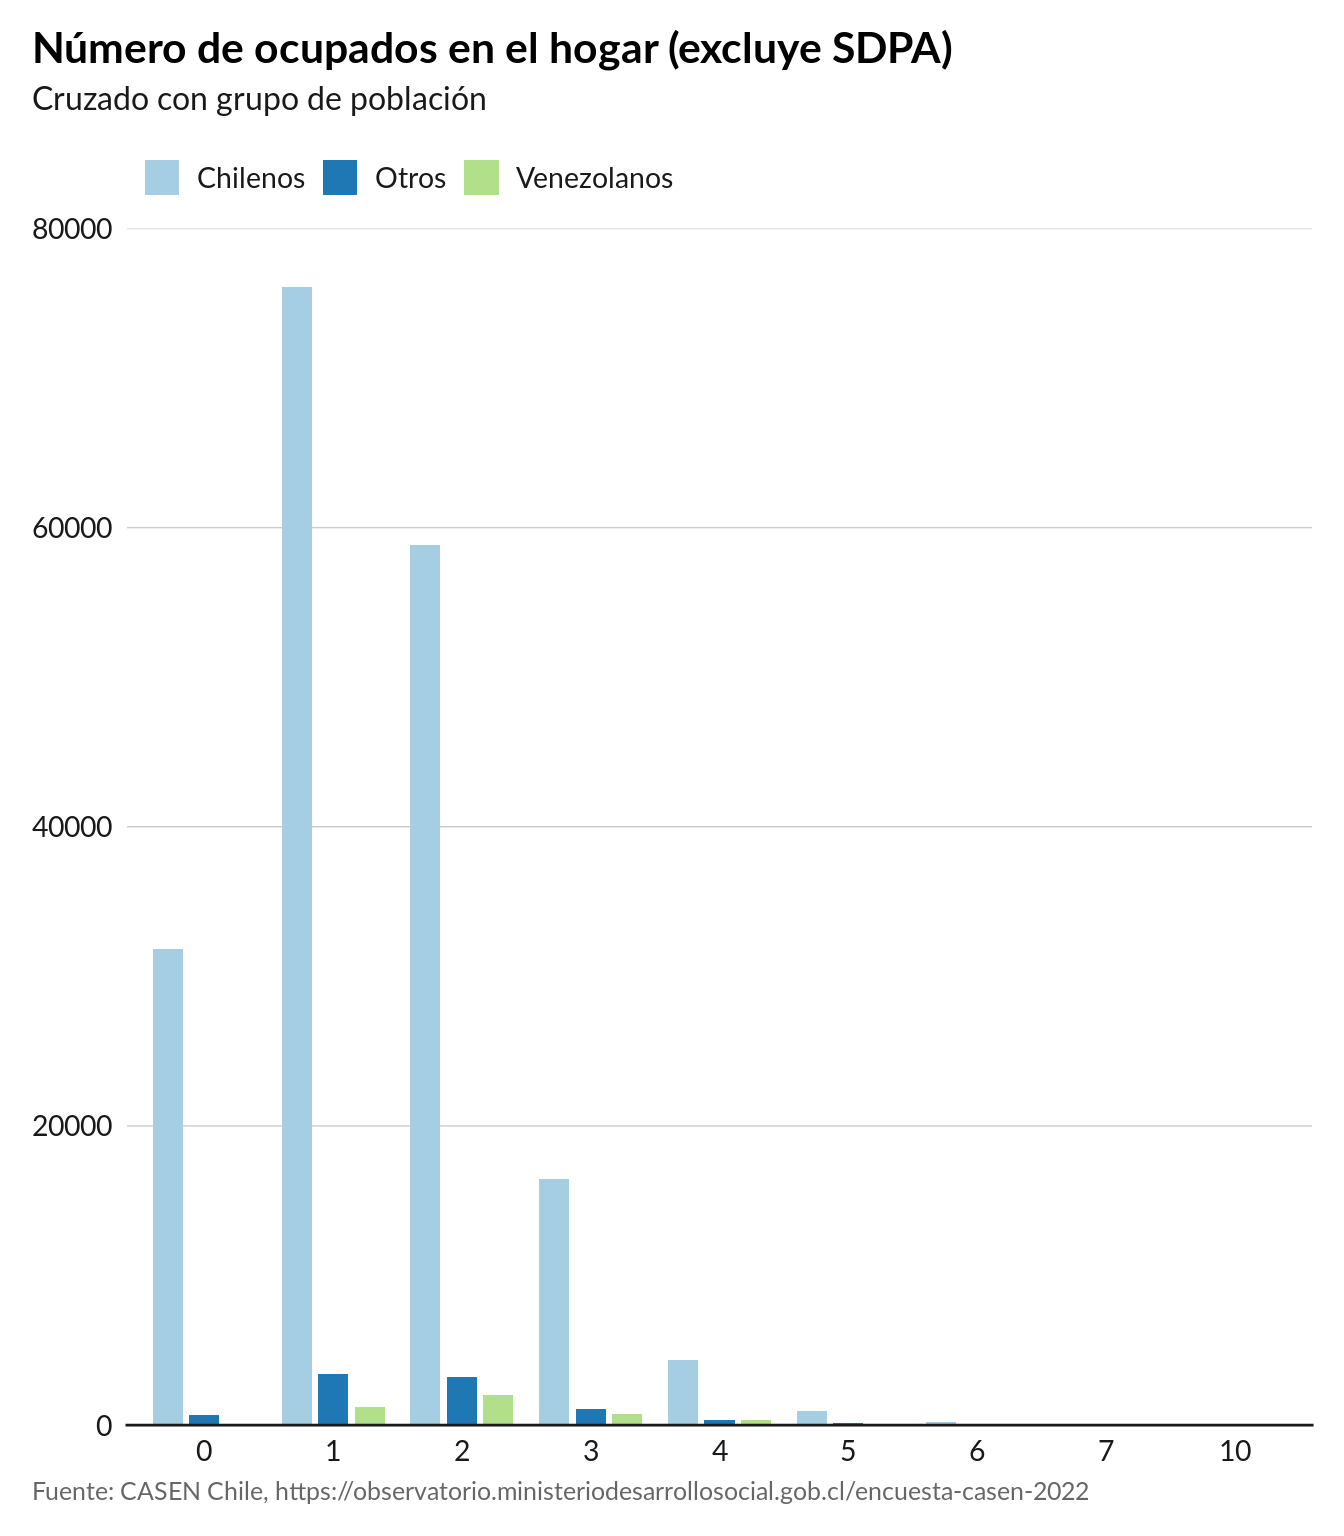 Número de ocupados en el hogar (excluye SDPA)
Cruzado con grupo de población
Chilenos Otros Venezolanos
80000
60000
40000
20000
0
0 1 2 3 4 5 6 7 10
Fuente: CASEN Chile, https://observatorio.ministeriodesarrollosocial.gob.cl/encuesta-casen-2022